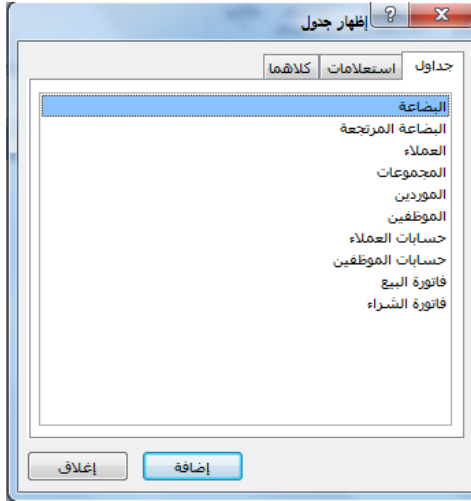 إظهار جدول
جداول استعلامات كلاهما
البضاعة
البضاعة المرتجعة
العملاء
المجموعات
الموردين
الموظفين
حسابات العملاء
حسابات الموظفين
فاتورة البيع
فاتورة الشراء
إضافة إغلاق